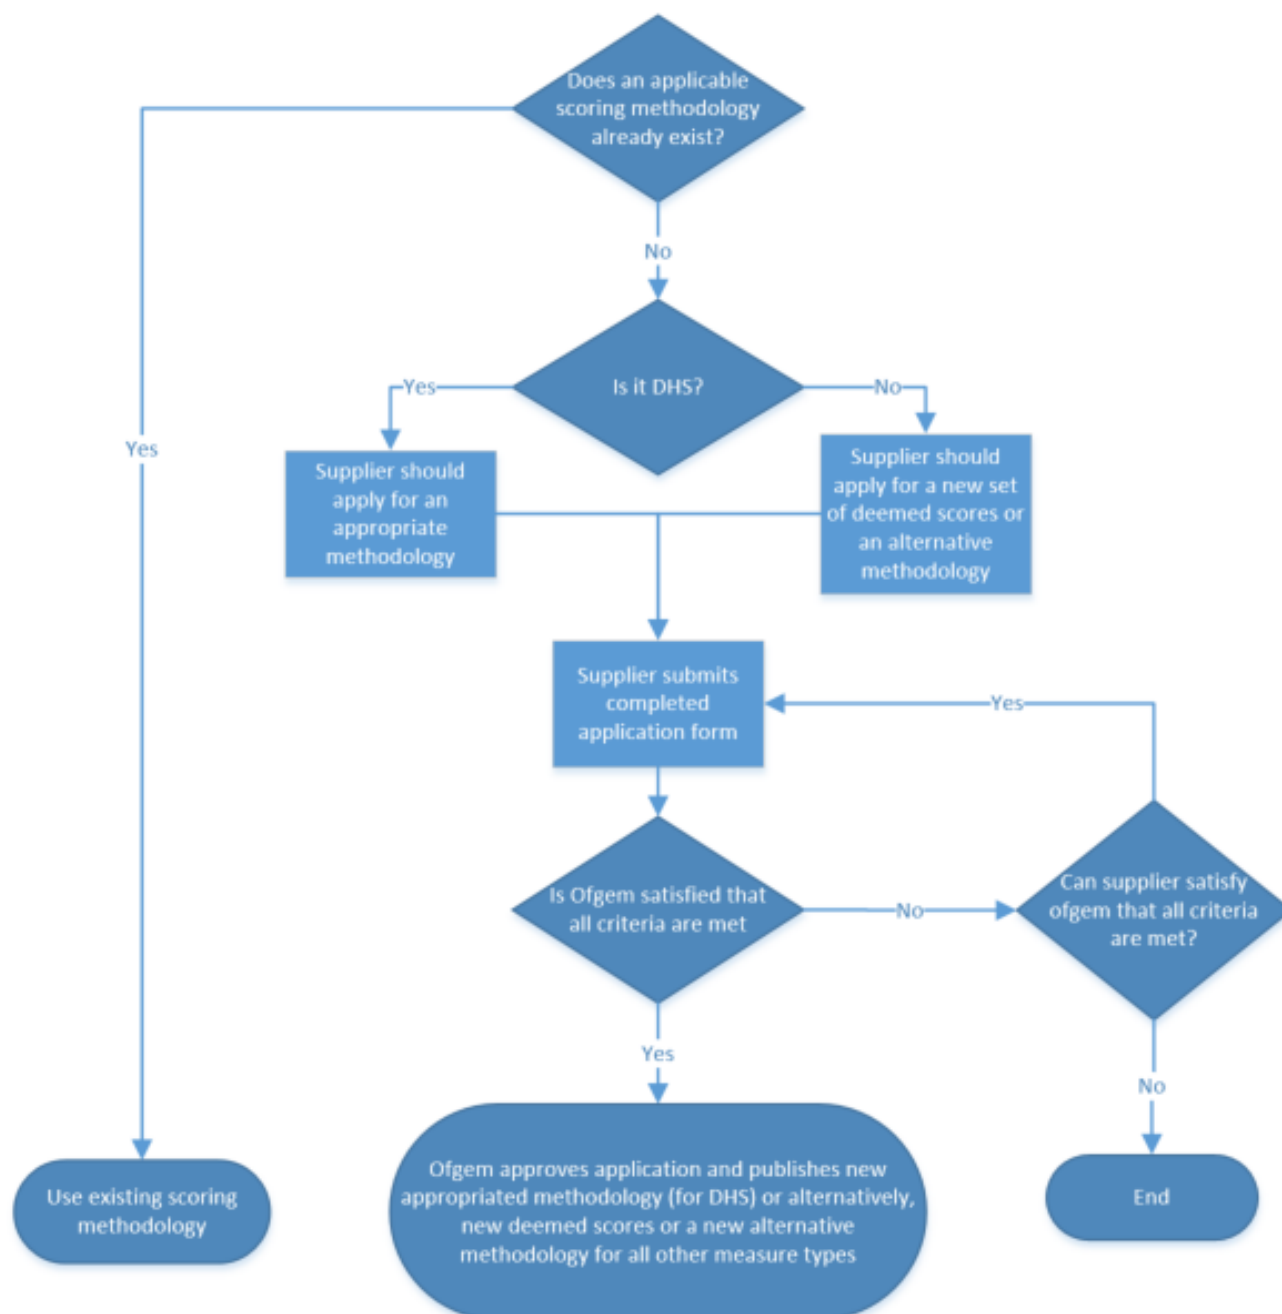 Does an applicable
scoring methodology
already exist?
No
Is it DHS?
Yes
No
Yes
Supplier should
apply for an
appropriate
methodology
Supplier should
apply for a new set
of deemed scores or
an alternative
methodology
Supplier submits
completed
application form
Yes
Is Ofgem satisfied that
all criteria are met
No
Can supplier satisfy
ofgem that all criteria
are met?
Yes
No
Use existing scoring
methodology
Ofgem approves application and publishes new
appropriated methodology (for DHS) or alternatively,
new deemed scores or a new alternative
methodology for all other measure types
End